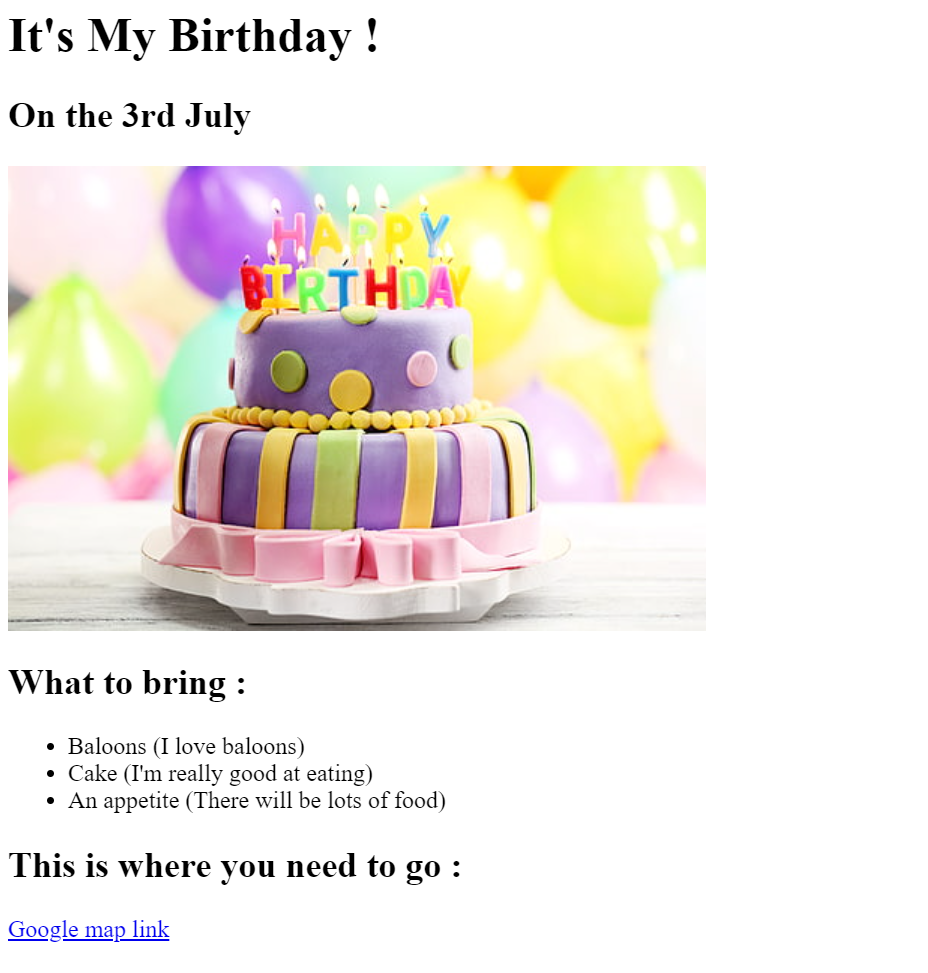 It's My Birthday !
On the 3rd July
HAPPY
BIRTHDAY
What to bring :
Baloons (I love baloons)
Cake (I'm really good at eating)
An appetite (There will be lots of food)
This is where you need to go :
Google map link